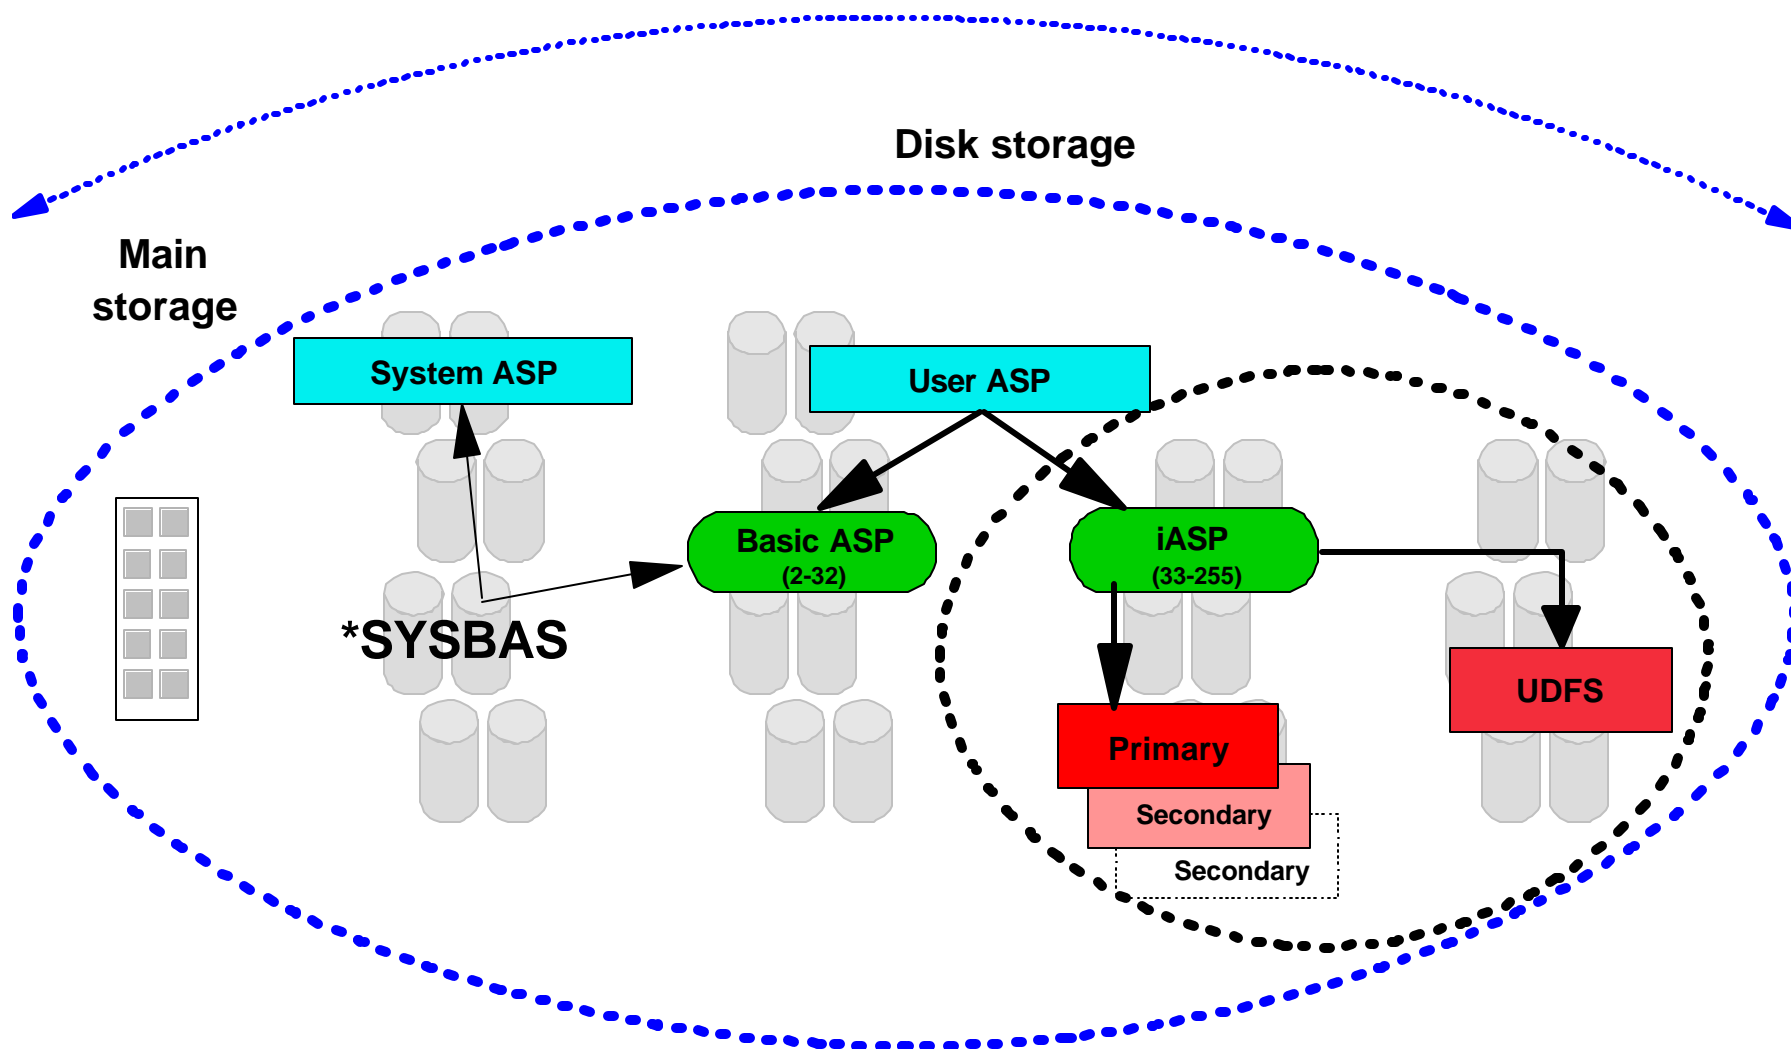 Disk storage
Main
storage
System ASP
User ASP
Basic ASP
(2-32)
iASP
(33-255)
*SYSBAS
UDFS
Primary
Secondary
Secondary